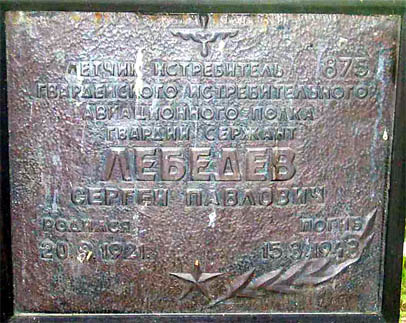 ЛЕТЧИК ИСТРЕБИТЕЛЬ 875
ГВАРДЕЙСКОГО ИСТРЕБИТЕЛЬНОГО
АВИАЦИОННОГО ПОЛКА
ГВАРДИИ СЕРЖАНТ
ЛЕБЕДЕВ
СЕРГЕЙ ПАВЛОВИЧ
РОДИЛСЯ ПОГИБ
20.9.1921. 15.3.1943